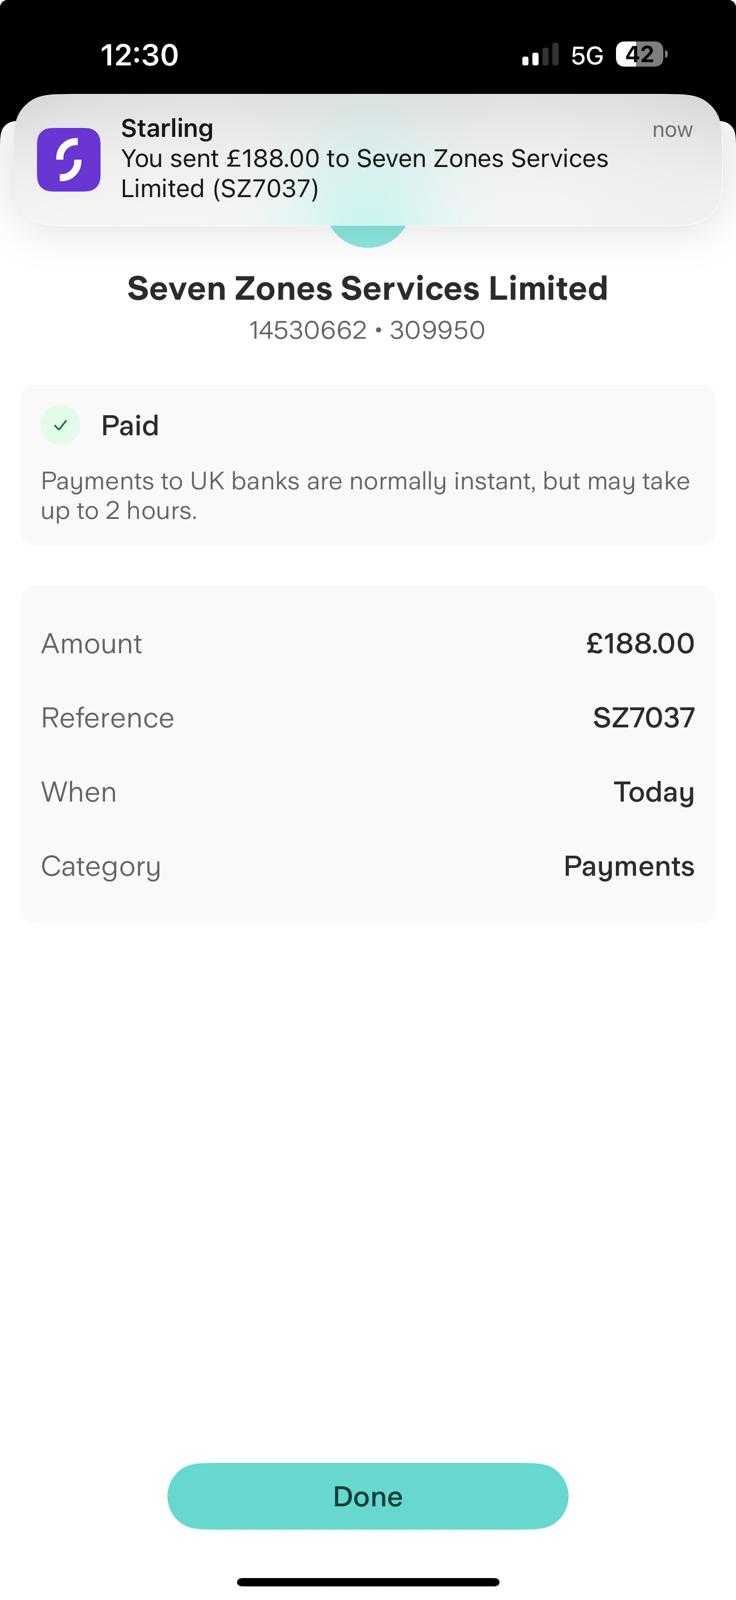 12:30
5G
42
Starling
now
You sent £188.00 to Seven Zones Services
Limited (SZ7037)
Seven Zones Services Limited
14530662 • 309950
Paid
Payments to UK banks are normally instant, but may take
up to 2 hours.
Amount
£188.00
Reference
SZ7037
When
Today
Category
Payments
Done